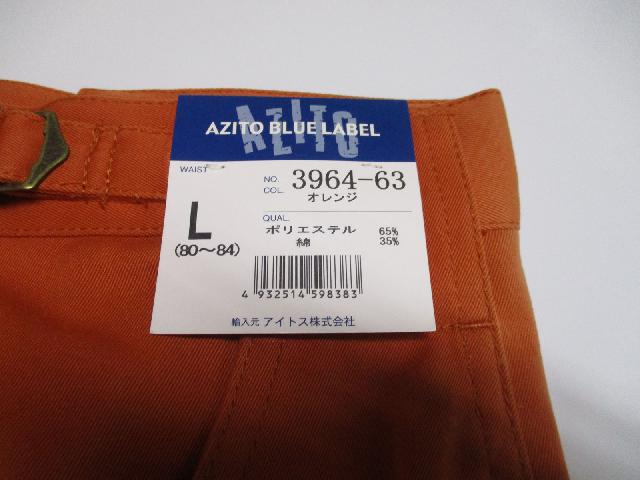 AZITO
AZITO BLUE LABEL
WAIST
L
(80～84)
NO. 3964-63
COL. オレンジ
QUAL.
ポリエステル 65%
綿 35%
4 932514 598383
輸入元 アイトス株式会社